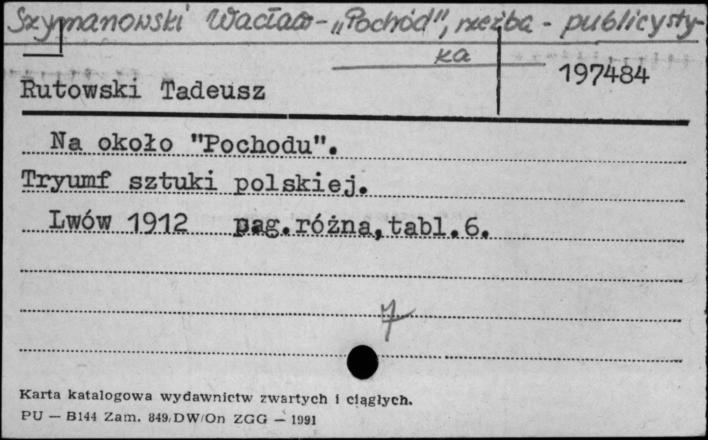 Szymanowski Wacław - „Pochód", rzeźba - publicysty-
ka
197484
Rutowski Tadeusz
Na około "Pochodu".
Tryumf sztuki polskiej.
Lwów 1912 pag.różna,tabl.6.
7
Karta katalogowa wydawnictw zwartych i ciągłych.
PU — B144 Zam. 849/DW/On ZGG — 1991